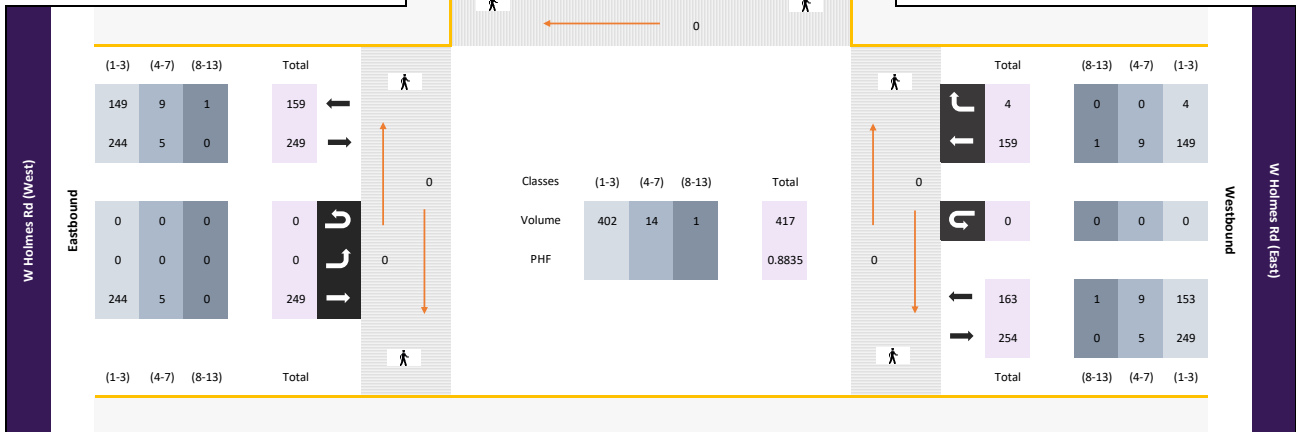 0
(1-3) (4-7) (8-13) Total
149 9 1 159
244 5 0 249
0 0 0 0
0 0 0 0
244 5 0 249
(1-3) (4-7) (8-13) Total
W Holmes Rd (West)
Eastbound
0
0
Classes (1-3) (4-7) (8-13) Total
Volume 402 14 1 417
PHF 0.8835
0
0
Total (8-13) (4-7) (1-3)
4 0 0 4
159 1 9 149
0 0 0 0
163 1 9 153
254 0 5 249
Total (8-13) (4-7) (1-3)
Westbound
W Holmes Rd (East)